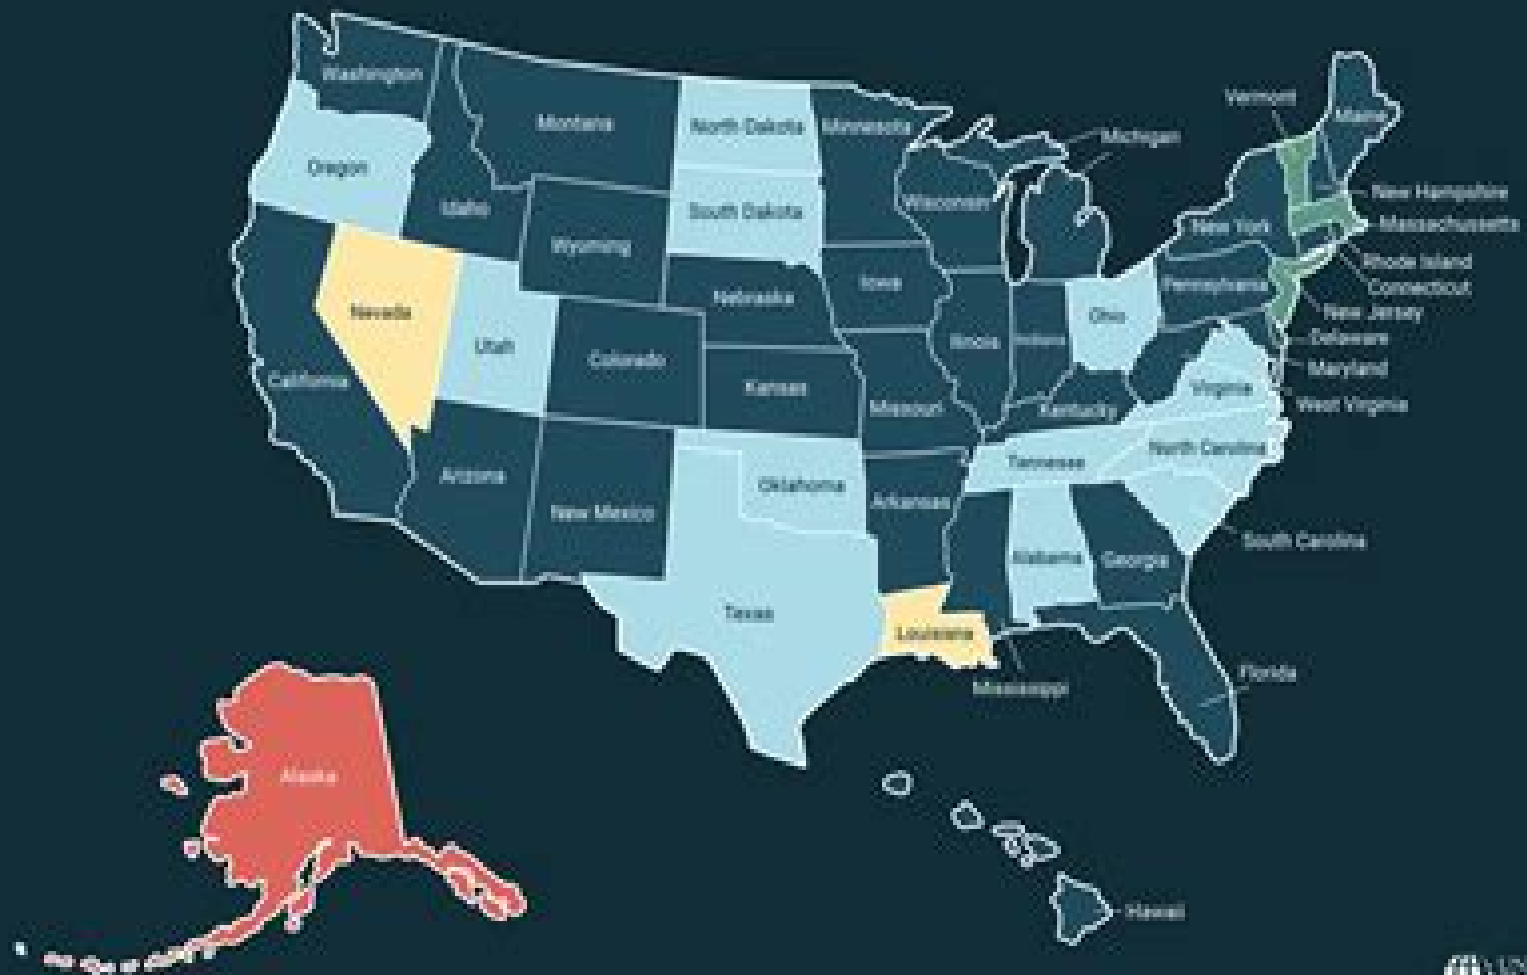 Washington
Montana
North Dakota
Minnesota
Michigan
Vermont
Maine
Oregon
Idaho
South Dakota
Wisconsin
New Hampshire
Massachusetts
Wyoming
New York
Rhode Island
Connecticut
Nevada
Nebraska
Iowa
Pennsylvania
New Jersey
Utah
Colorado
Illinois
Indiana
Ohio
Delaware
Maryland
California
Kansas
Missouri
Kentucky
Virginia
West Virginia
Arizona
New Mexico
Oklahoma
Arkansas
Tennessee
North Carolina
South Carolina
Texas
Alabama
Georgia
Louisiana
Mississippi
Florida
Alaska
Hawaii